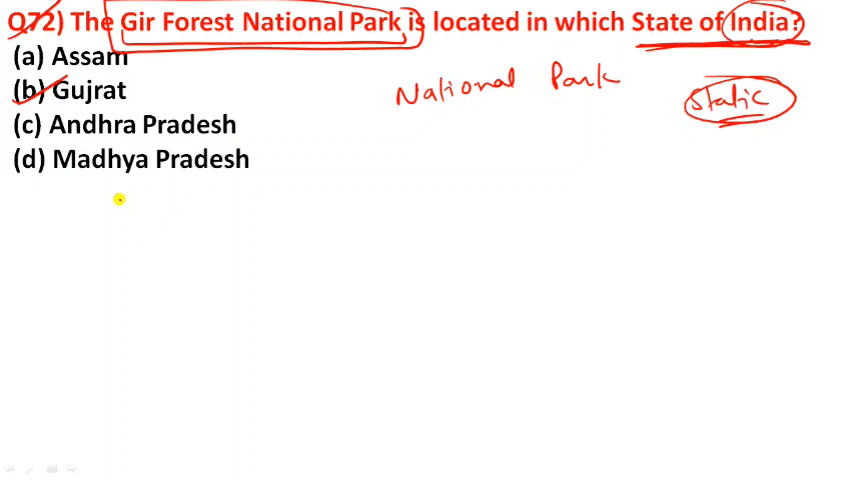 Q72) The Gir Forest National Park is located in which State of India?
(a) Assam
(b) Gujrat
(c) Andhra Pradesh
(d) Madhya Pradesh
National Park
Static